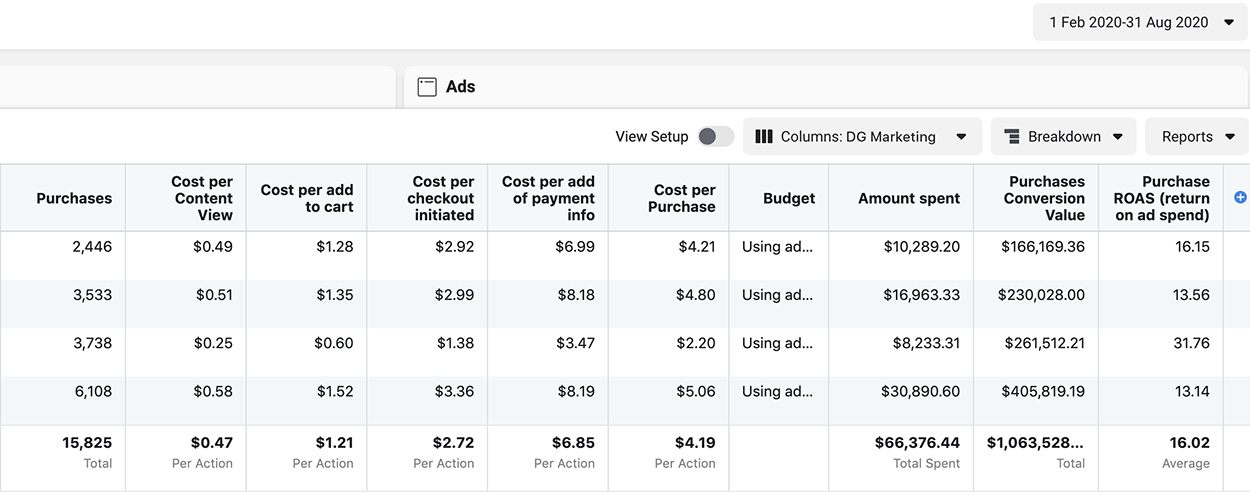 1 Feb 2020-31 Aug 2020
Ads
View Setup Columns: DG Marketing Breakdown Reports
Purchases Cost per Content View Cost per add to cart Cost per checkout initiated Cost per add of payment info Cost per Purchase Budget Amount spent Purchases Conversion Value Purchase ROAS (return on ad spend)
2,446 $0.49 $1.28 $2.92 $6.99 $4.21 Using ad... $10,289.20 $166,169.36 16.15
3,533 $0.51 $1.35 $2.99 $8.18 $4.80 Using ad... $16,963.33 $230,028.00 13.56
3,738 $0.25 $0.60 $1.38 $3.47 $2.20 Using ad... $8,233.31 $261,512.21 31.76
6,108 $0.58 $1.52 $3.36 $8.19 $5.06 Using ad... $30,890.60 $405,819.19 13.14
15,825 $0.47 $1.21 $2.72 $6.85 $4.19 $66,376.44 $1,063,528... 16.02
Total Per Action Per Action Per Action Per Action Per Action Total Spent Total Average